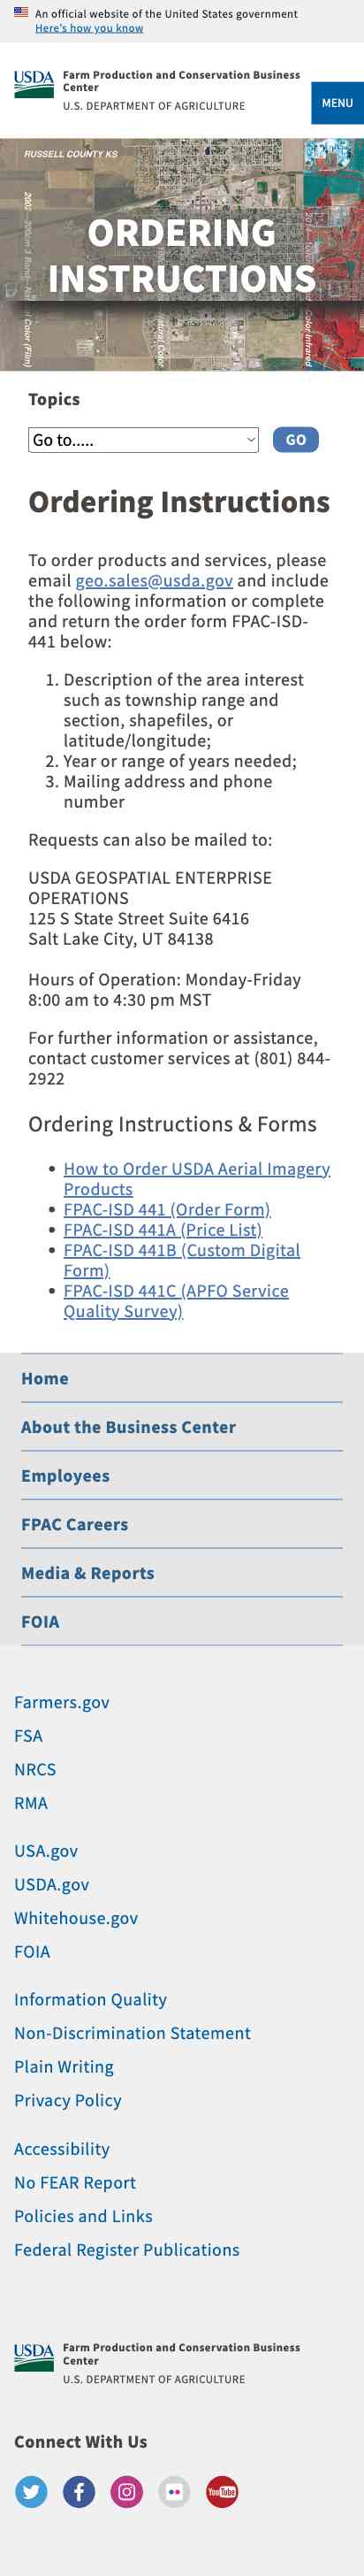 An official website of the United States government
Here's how you know
USDA
Farm Production and Conservation Business
Center
U.S. DEPARTMENT OF AGRICULTURE
MENU
RUSSELL COUNTY KS
ORDERING
INSTRUCTIONS
Topics
Go to.....
GO
Ordering Instructions
To order products and services, please
email geo.sales@usda.gov and include
the following information or complete
and return the order form FPAC-ISD-
441 below:
1. Description of the area interest
such as township range and
section, shapefiles, or
latitude/longitude;
2. Year or range of years needed;
3. Mailing address and phone
number
Requests can also be mailed to:
USDA GEOSPATIAL ENTERPRISE
OPERATIONS
125 S State Street Suite 6416
Salt Lake City, UT 84138
Hours of Operation: Monday-Friday
8:00 am to 4:30 pm MST
For further information or assistance,
contact customer services at (801) 844-
2922
Ordering Instructions & Forms
• How to Order USDA Aerial Imagery
Products
• FPAC-ISD 441 (Order Form)
• FPAC-ISD 441A (Price List)
• FPAC-ISD 441B (Custom Digital
Form)
• FPAC-ISD 441C (APFO Service
Quality Survey)
Home
About the Business Center
Employees
FPAC Careers
Media & Reports
FOIA
Farmers.gov
FSA
NRCS
RMA
USA.gov
USDA.gov
Whitehouse.gov
FOIA
Information Quality
Non-Discrimination Statement
Plain Writing
Privacy Policy
Accessibility
No FEAR Report
Policies and Links
Federal Register Publications
USDA
Farm Production and Conservation Business
Center
U.S. DEPARTMENT OF AGRICULTURE
Connect With Us
YouTube